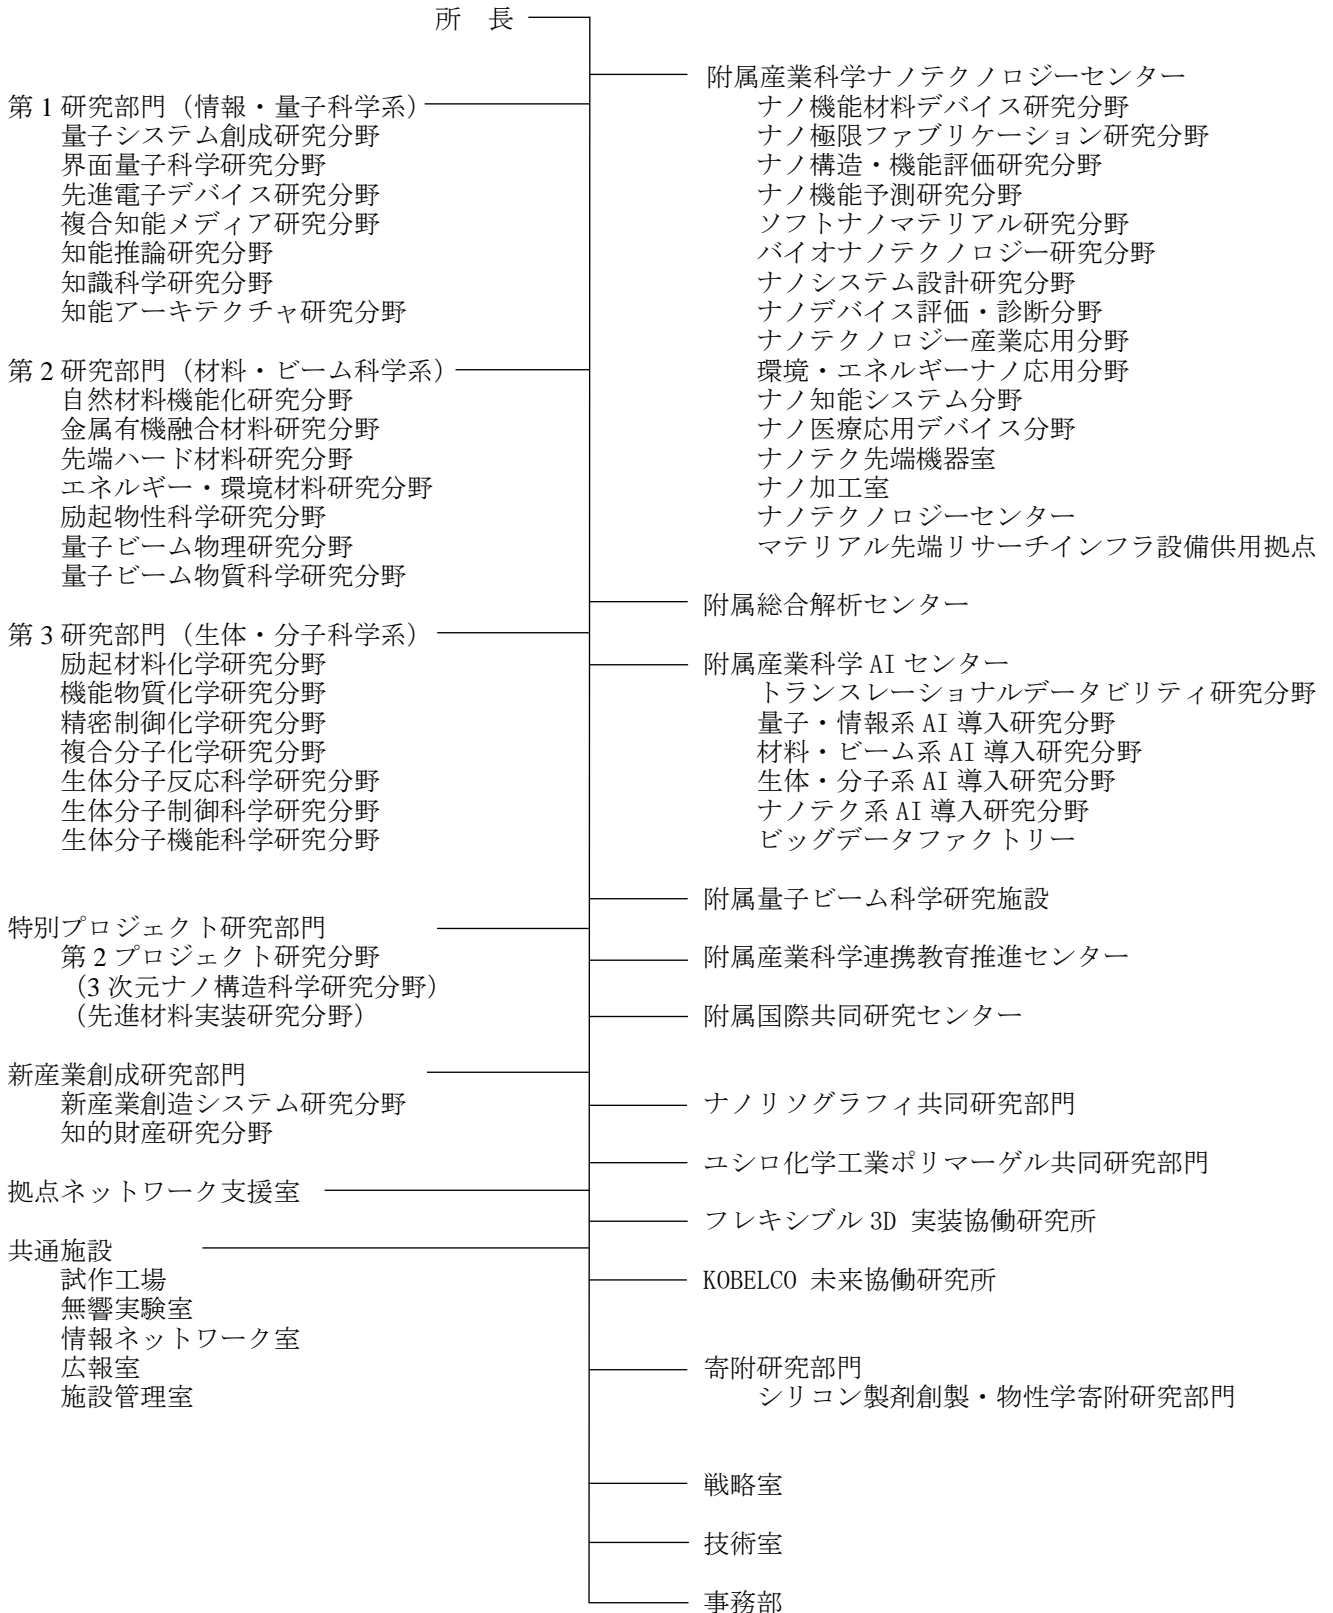 所　長
第 1 研究部門（情報・量子科学系）
量子システム創成研究分野
界面量子科学研究分野
先進電子デバイス研究分野
複合知能メディア研究分野
知能推論研究分野
知識科学研究分野
知能アーキテクチャ研究分野
第 2 研究部門（材料・ビーム科学系）
自然材料機能化研究分野
金属有機融合材料研究分野
先端ハード材料研究分野
エネルギー・環境材料研究分野
励起物性科学研究分野
量子ビーム物理研究分野
量子ビーム物質科学研究分野
第 3 研究部門（生体・分子科学系）
励起材料化学研究分野
機能物質化学研究分野
精密制御化学研究分野
複合分子化学研究分野
生体分子反応科学研究分野
生体分子制御科学研究分野
生体分子機能科学研究分野
特別プロジェクト研究部門
第 2 プロジェクト研究分野
（3 次元ナノ構造科学研究分野）
（先進材料実装研究分野）
新産業創成研究部門
新産業創造システム研究分野
知的財産研究分野
拠点ネットワーク支援室
共通施設
試作工場
無響実験室
情報ネットワーク室
広報室
施設管理室
附属産業科学ナノテクノロジーセンター
ナノ機能材料デバイス研究分野
ナノ極限ファブリケーション研究分野
ナノ構造・機能評価研究分野
ナノ機能予測研究分野
ソフトナノマテリアル研究分野
バイオナノテクノロジー研究分野
ナノシステム設計研究分野
ナノデバイス評価・診断分野
ナノテクノロジー産業応用分野
環境・エネルギーナノ応用分野
ナノ知能システム分野
ナノ医療応用デバイス分野
ナノテク先端機器室
ナノ加工室
ナノテクノロジーセンター
マテリアル先端リサーチインフラ設備供用拠点
附属総合解析センター
附属産業科学 AI センター
トランスレーショナルデータビリティ研究分野
量子・情報系 AI 導入研究分野
材料・ビーム系 AI 導入研究分野
生体・分子系 AI 導入研究分野
ナノテク系 AI 導入研究分野
ビッグデータファクトリー
附属量子ビーム科学研究施設
附属産業科学連携教育推進センター
附属国際共同研究センター
ナノリソグラフィ共同研究部門
ユシロ化学工業ポリマーゲル共同研究部門
フレキシブル 3D 実装協働研究所
KOBELCO 未来協働研究所
寄附研究部門
シリコン製剤創製・物性学寄附研究部門
戦略室
技術室
事務部